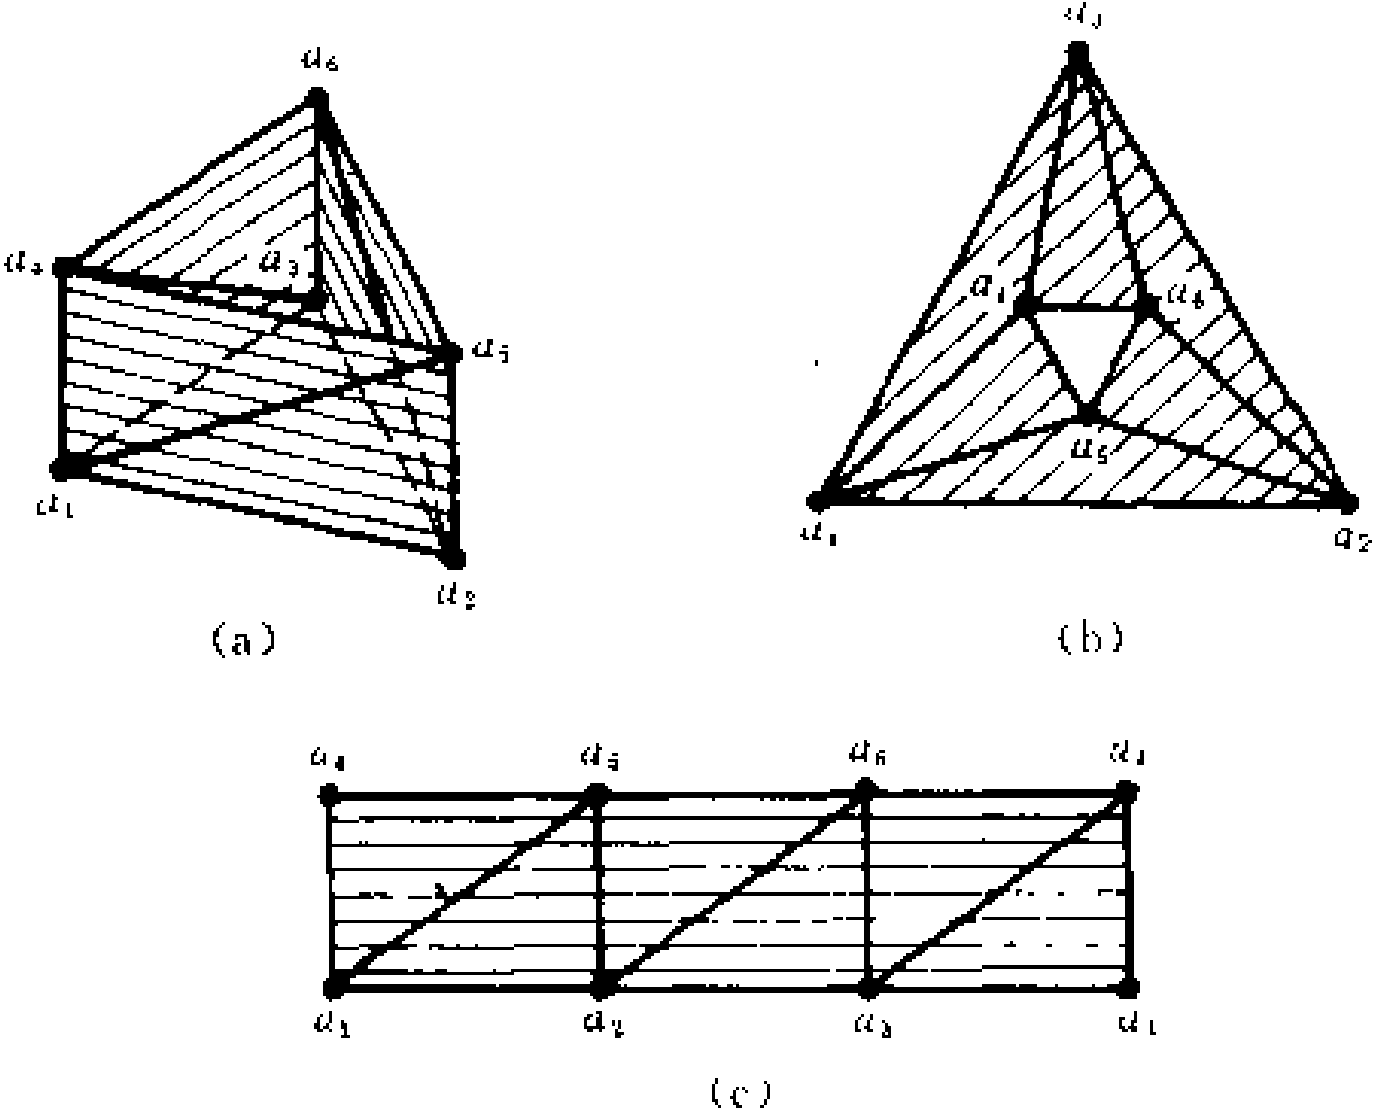 a₆
a₄ a₃
a₅
a₁
a₂
(a)
a₃
a₄ a₆
a₅
a₁ a₂
(b)
a₄ a₅ a₆ a₄
a₁ a₂ a₃ a₁
(c)